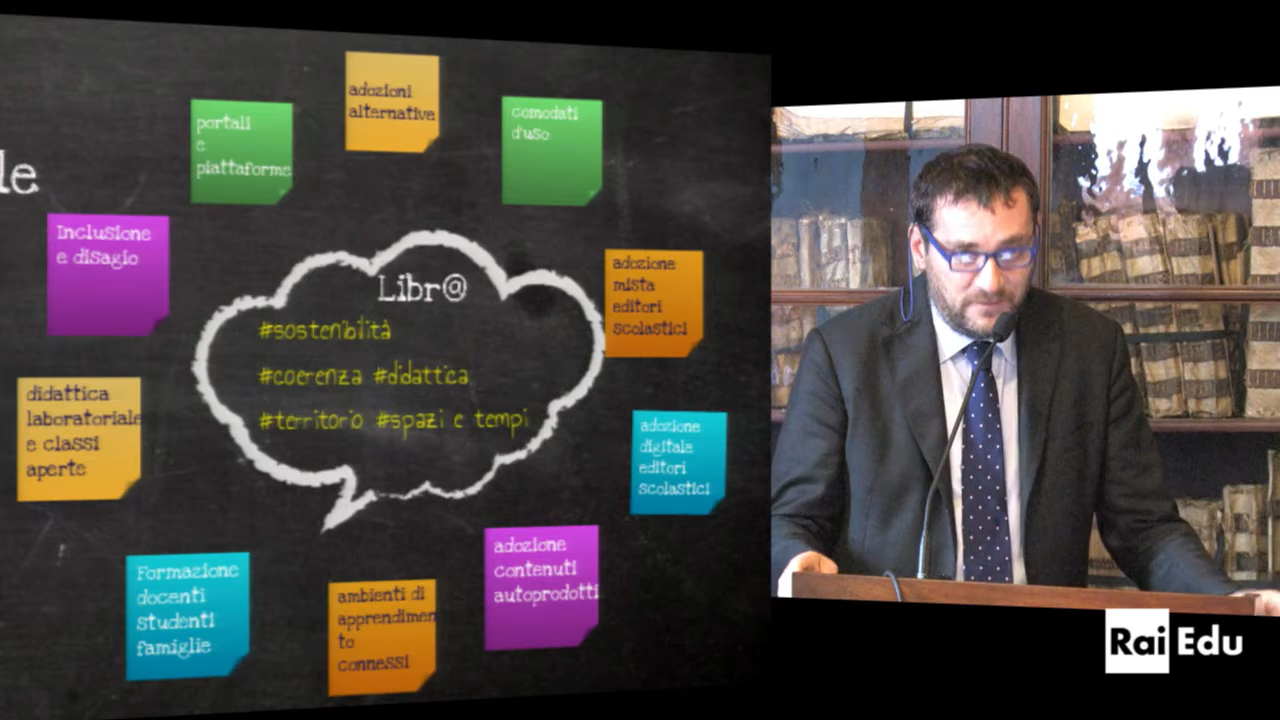 le
adozioni
alternative
portali
e
piattaforme
comodati
d'uso
Inclusione
e disagio
adozione
mista
editori
scolastici
Libr@
#sostenibilità
#coerenza #didattica
#territorio #spazi e tempi
didattica
laboratoriale
e classi
aperte
adozione
digitale
editori
scolastici
adozione
contenuti
autoprodotti
Formazione
docenti
studenti
famiglie
ambienti di
apprendimen
to
connessi
Rai Edu